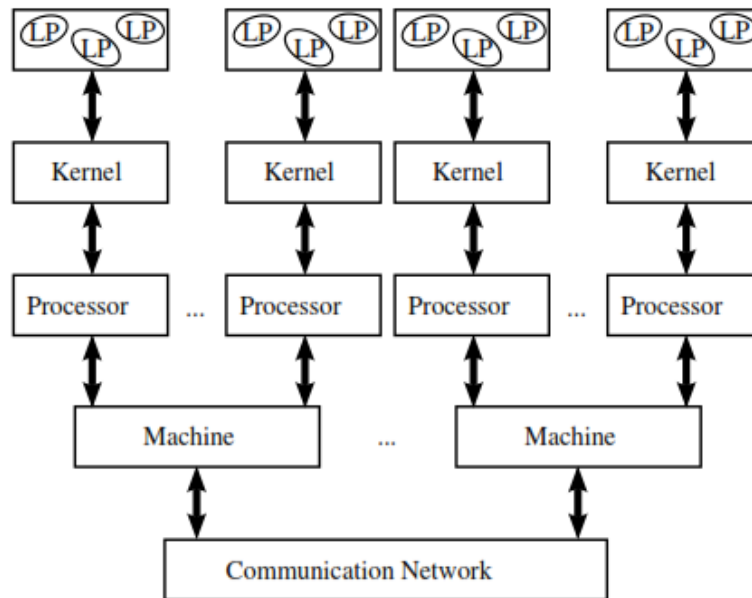 LP LP LP LP LP LP LP LP LP LP LP LP
Kernel Kernel Kernel Kernel
Processor ... Processor Processor ... Processor
Machine ... Machine
Communication Network